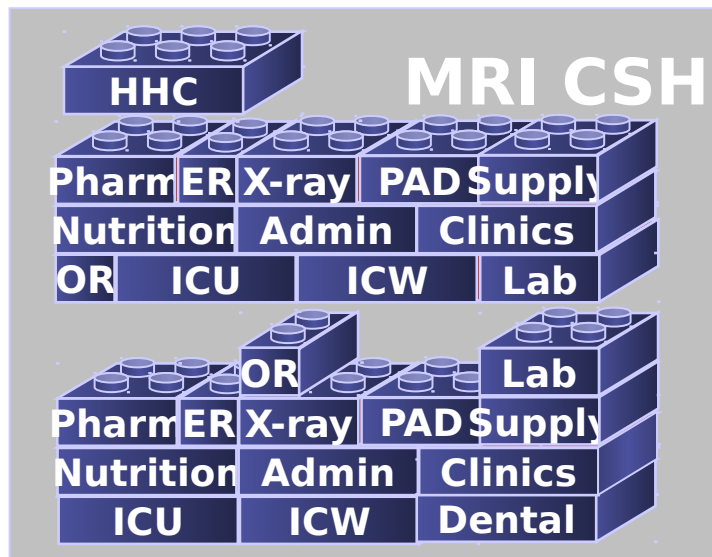 HHC
MRI CSH
Pharm ER X-ray PAD Supply
Nutrition Admin Clinics
OR ICU ICW Lab
OR Lab
Pharm ER X-ray PAD Supply
Nutrition Admin Clinics
ICU ICW Dental